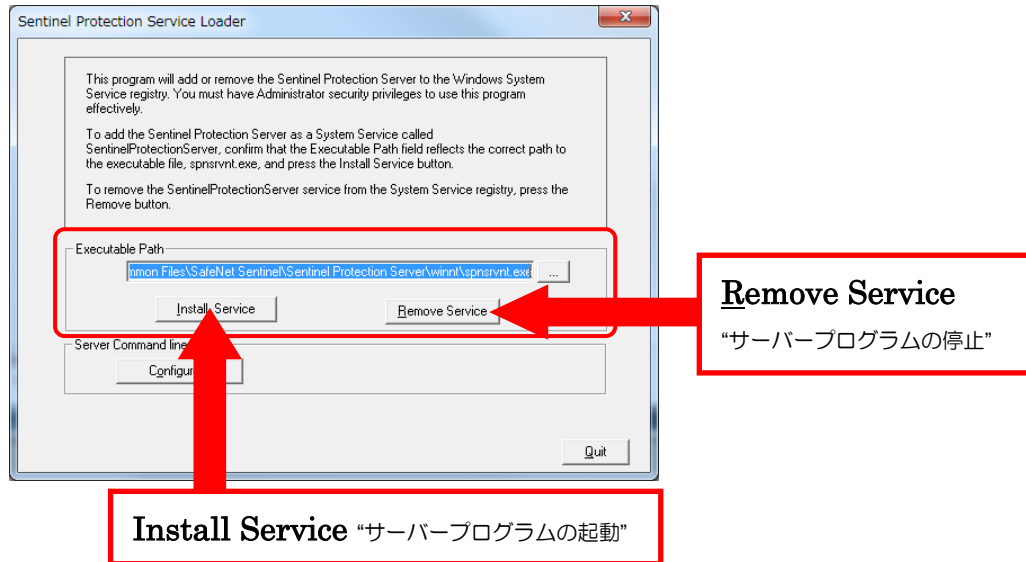 Sentinel Protection Service Loader
This program will add or remove the Sentinel Protection Server to the Windows System
Service registry. You must have Administrator security privileges to use this program
effectively.
To add the Sentinel Protection Server as a System Service called
SentinelProtectionServer, confirm that the Executable Path field reflects the correct path to
the executable file, spnsrvnt.exe, and press the Install Service button.
To remove the SentinelProtectionServer service from the System Service registry, press the
Remove button.
Executable Path
nmon Files\SafeNet Sentinel\Sentinel Protection Server\winnt\spnsrvnt.exe
...
Install Service
Remove Service
Server Command line
Configu
Quit
Remove Service
“サーバープログラムの停止”
Install Service “サーバープログラムの起動”